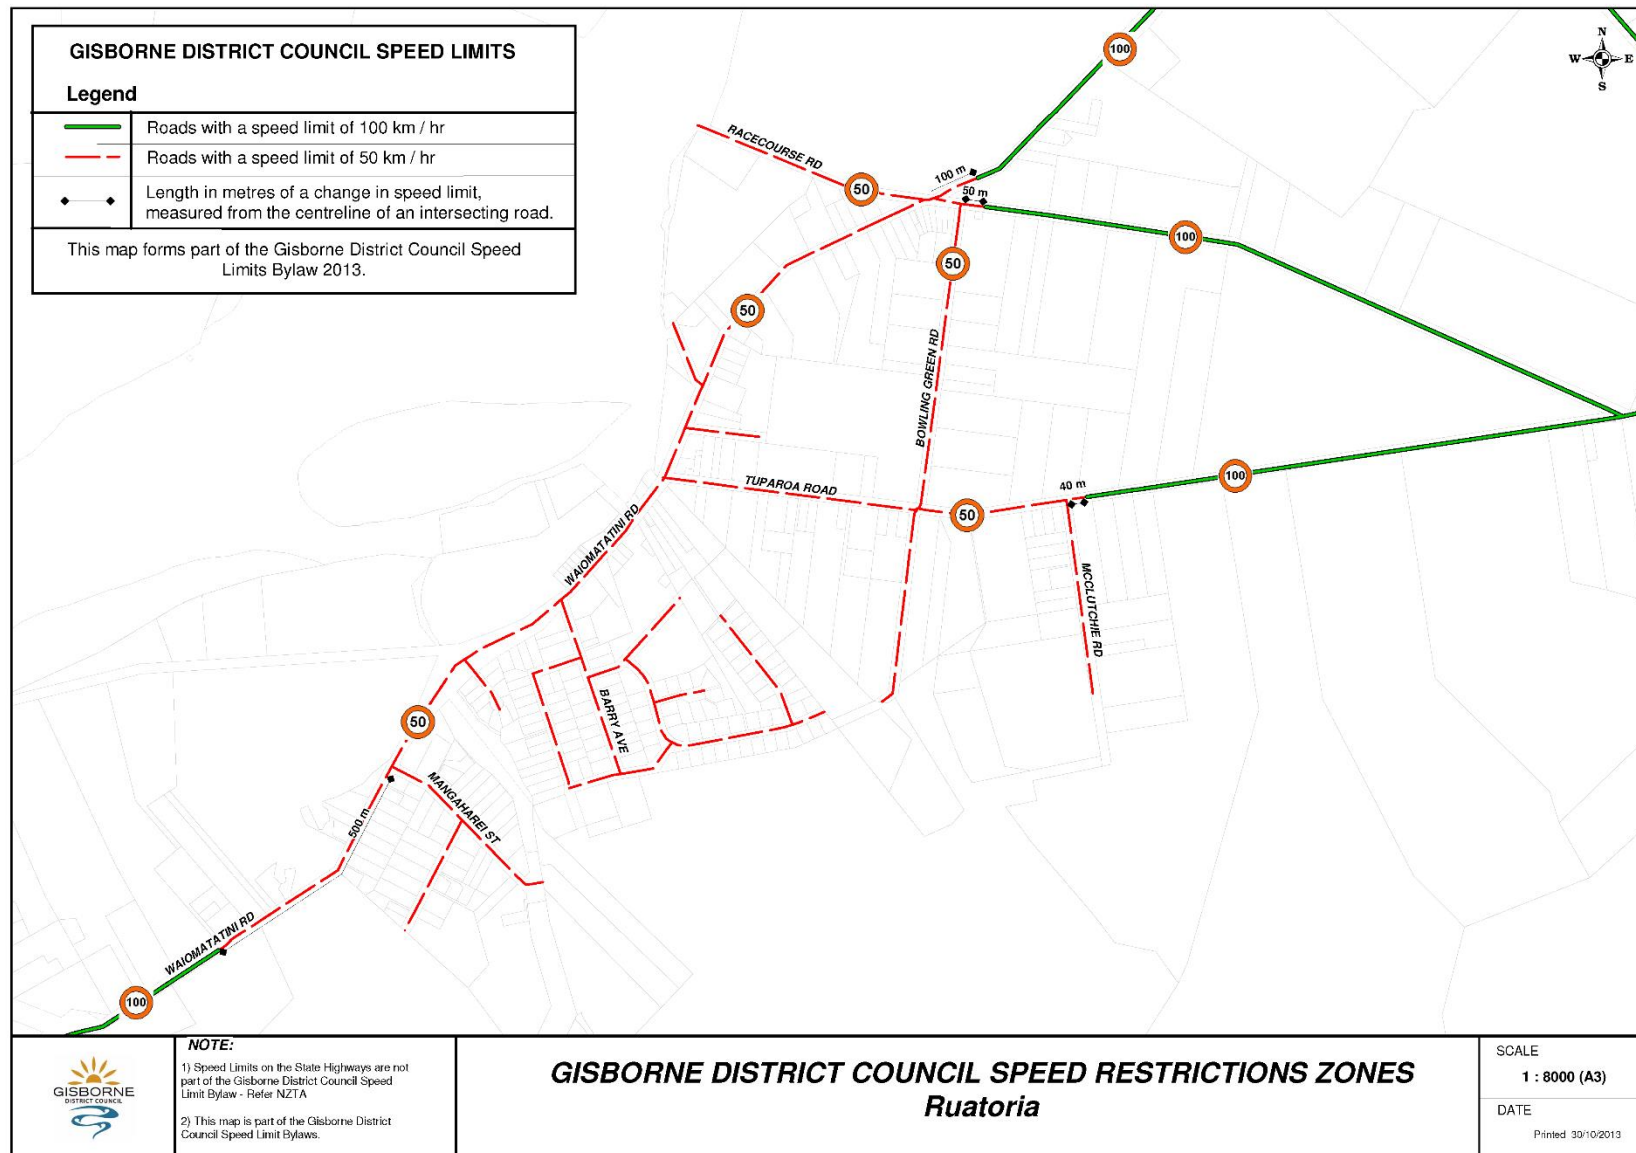 GISBORNE DISTRICT COUNCIL SPEED LIMITS
Legend
Roads with a speed limit of 100 km / hr
Roads with a speed limit of 50 km / hr
Length in metres of a change in speed limit,
measured from the centreline of an intersecting road.
This map forms part of the Gisborne District Council Speed
Limits Bylaw 2013.
N
W E
S
100
RACECOURSE RD
100 m
50
50 m
100
50
50
BOWLING GREEN RD
TUPAROA ROAD
40 m
100
50
WAIOMATATINI RD
MCCLUTCHIE RD
BARRY AVE
50
MANGAHAREI ST
500 m
WAIOMATATINI RD
100
GISBORNE
DISTRICT COUNCIL
NOTE:
1) Speed Limits on the State Highways are not
part of the Gisborne District Council Speed
Limit Bylaw - Refer NZTA
2) This map is part of the Gisborne District
Council Speed Limit Bylaws.
GISBORNE DISTRICT COUNCIL SPEED RESTRICTIONS ZONES
Ruatoria
SCALE
1 : 8000 (A3)
DATE
Printed 30/10/2013